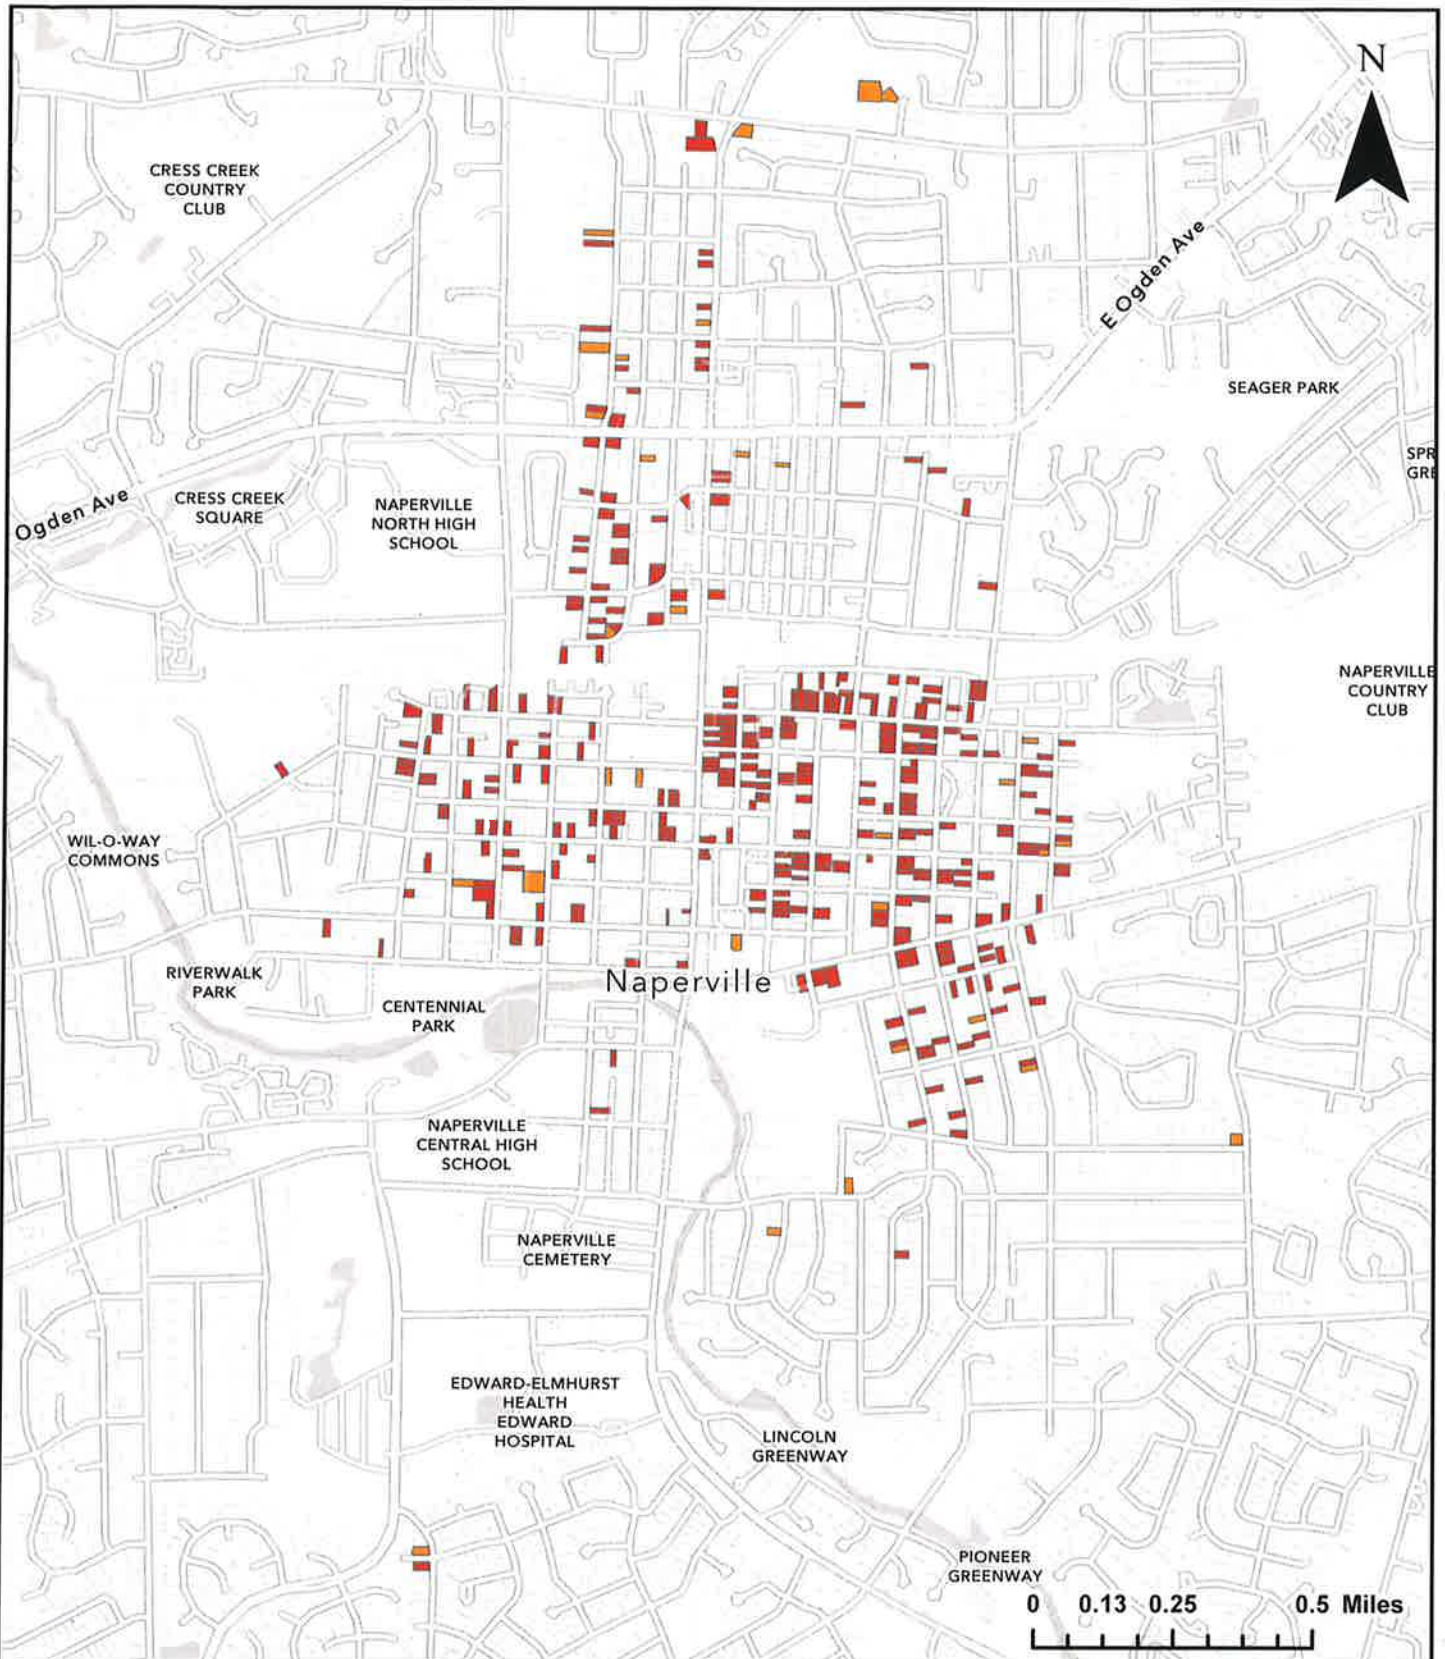 N
CRESS CREEK
COUNTRY
CLUB
E Ogden Ave
SEAGER PARK
SPR
GRE
Ogden Ave
CRESS CREEK
SQUARE
NAPERVILLE
NORTH HIGH
SCHOOL
NAPERVILLE
COUNTRY
CLUB
WIL-O-WAY
COMMONS
RIVERWALK
PARK
CENTENNIAL
PARK
Naperville
NAPERVILLE
CENTRAL HIGH
SCHOOL
NAPERVILLE
CEMETERY
EDWARD-ELMHURST
HEALTH
EDWARD
HOSPITAL
LINCOLN
GREENWAY
PIONEER
GREENWAY
0 0.13 0.25 0.5 Miles